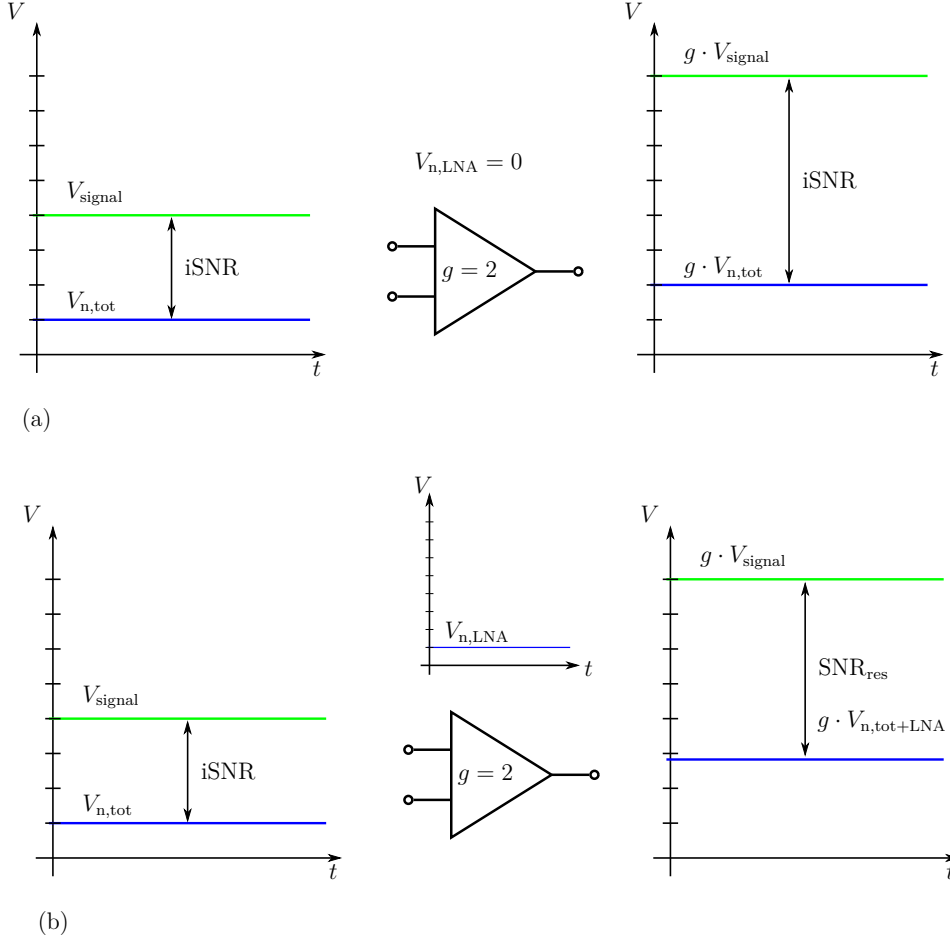 V
V_signal
iSNR
V_n,tot
t
V_n,LNA = 0
g = 2
V
g · V_signal
iSNR
g · V_n,tot
t
(a)
V
V_signal
iSNR
V_n,tot
t
V
V_n,LNA
t
g = 2
V
g · V_signal
SNR_res
g · V_n,tot+LNA
t
(b)